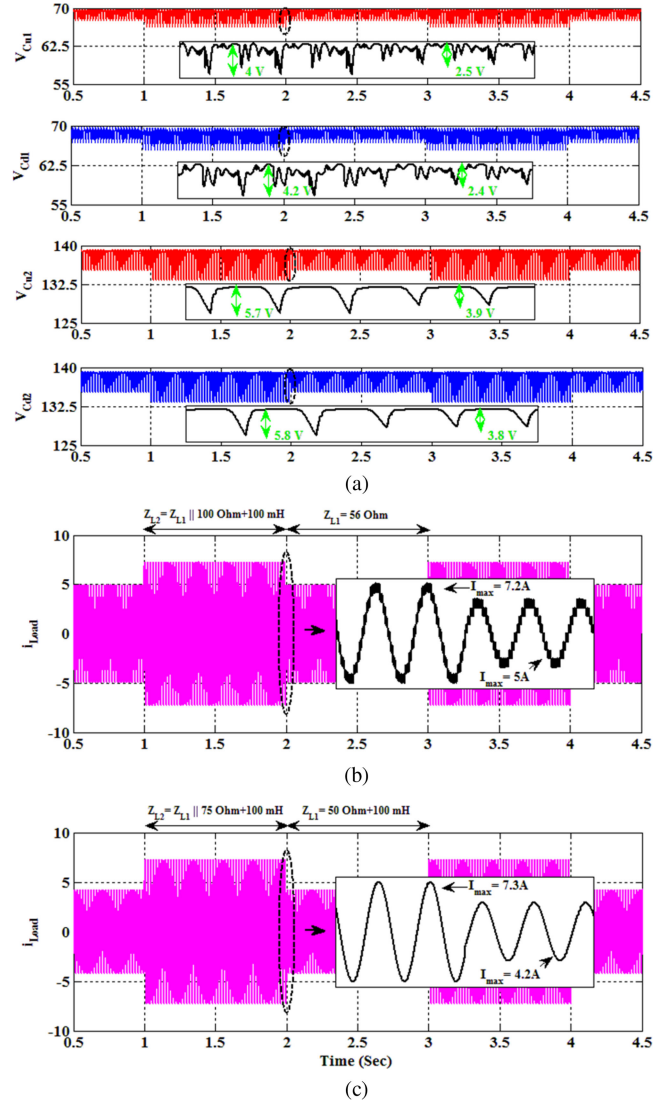 70
V_Cu1
62.5
4 V
2.5 V
55
0.5 1 1.5 2 2.5 3 3.5 4 4.5
70
V_Cd1
62.5
4.2 V
2.4 V
55
0.5 1 1.5 2 2.5 3 3.5 4 4.5
140
V_Cu2
132.5
5.7 V
3.9 V
125
0.5 1 1.5 2 2.5 3 3.5 4 4.5
140
V_Cd2
132.5
5.8 V
3.8 V
125
0.5 1 1.5 2 2.5 3 3.5 4 4.5
(a)
Z_L2= Z_L1 || 100 Ohm+100 mH
Z_L1= 56 Ohm
10
5
0
-5
-10
i_Load
I_max= 7.2A
I_max= 5A
0.5 1 1.5 2 2.5 3 3.5 4 4.5
(b)
Z_L2= Z_L1 || 75 Ohm+100 mH
Z_L1= 50 Ohm+100 mH
10
5
0
-5
-10
i_Load
I_max= 7.3A
I_max= 4.2A
0.5 1 1.5 2 2.5 3 3.5 4 4.5
Time (Sec)
(c)